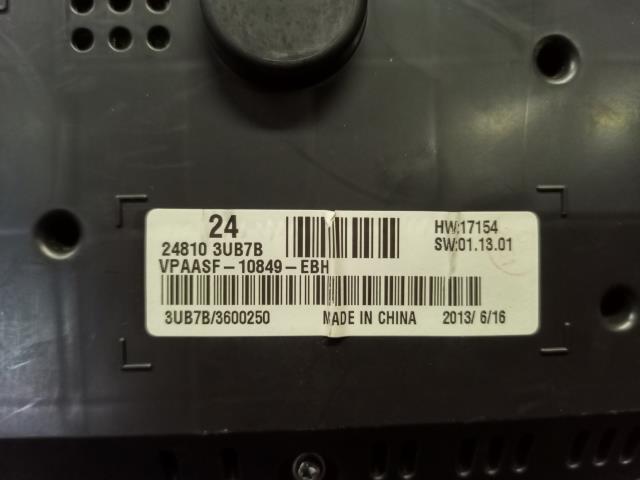 24
24810 3UB7B
HW:17154
SW:01.13.01
VPAASF-10849-EBH
3UB7B/3600250 MADE IN CHINA 2013/ 6/16